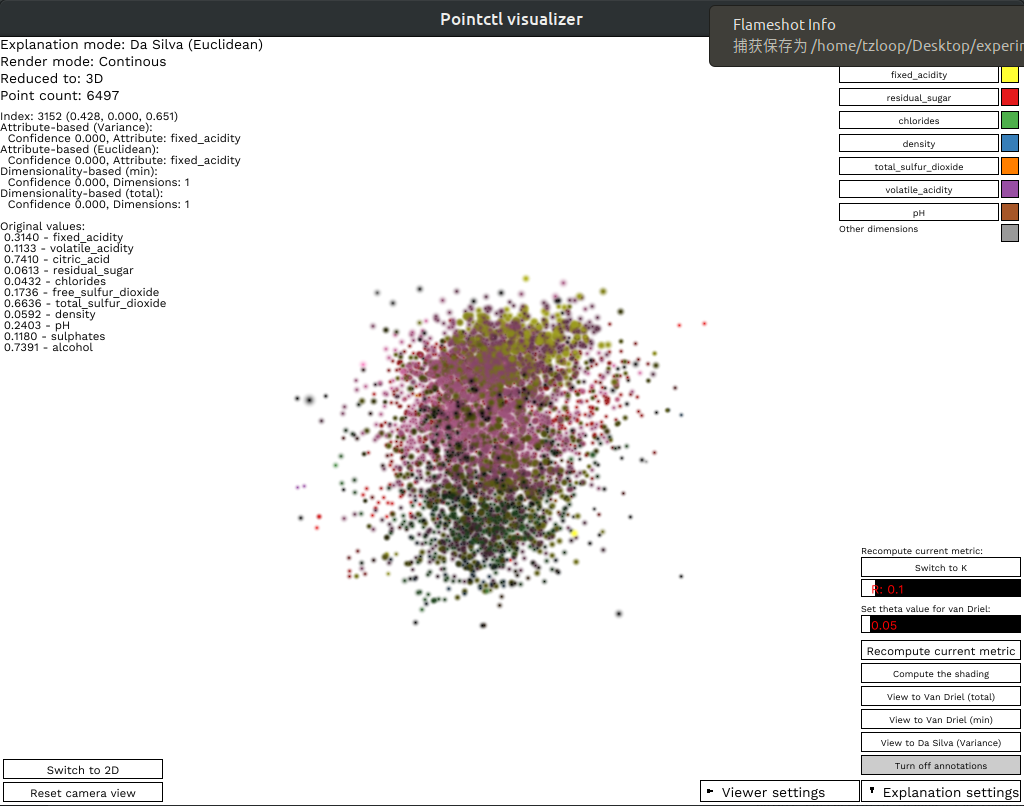 Pointctl visualizer
Flameshot Info
捕获保存为 /home/tzloop/Desktop/experin
Explanation mode: Da Silva (Euclidean)
Render mode: Continous
Reduced to: 3D
Point count: 6497
Index: 3152 (0.428, 0.000, 0.651)
Attribute-based (Variance):
Confidence 0.000, Attribute: fixed_acidity
Attribute-based (Euclidean):
Confidence 0.000, Attribute: fixed_acidity
Dimensionality-based (min):
Confidence 0.000, Dimensions: 1
Dimensionality-based (total):
Confidence 0.000, Dimensions: 1
Original values:
0.3140 - fixed_acidity
0.1133 - volatile_acidity
0.7410 - citric_acid
0.0613 - residual_sugar
0.0432 - chlorides
0.1736 - free_sulfur_dioxide
0.6636 - total_sulfur_dioxide
0.0592 - density
0.2403 - pH
0.1180 - sulphates
0.7391 - alcohol
fixed_acidity
residual_sugar
chlorides
density
total_sulfur_dioxide
volatile_acidity
pH
Other dimensions
Recompute current metric:
Switch to K
R: 0.1
Set theta value for van Driel:
0.05
Recompute current metric
Compute the shading
View to Van Driel (total)
View to Van Driel (min)
View to Da Silva (Variance)
Turn off annotations
Switch to 2D
Reset camera view
Viewer settings
Explanation settings